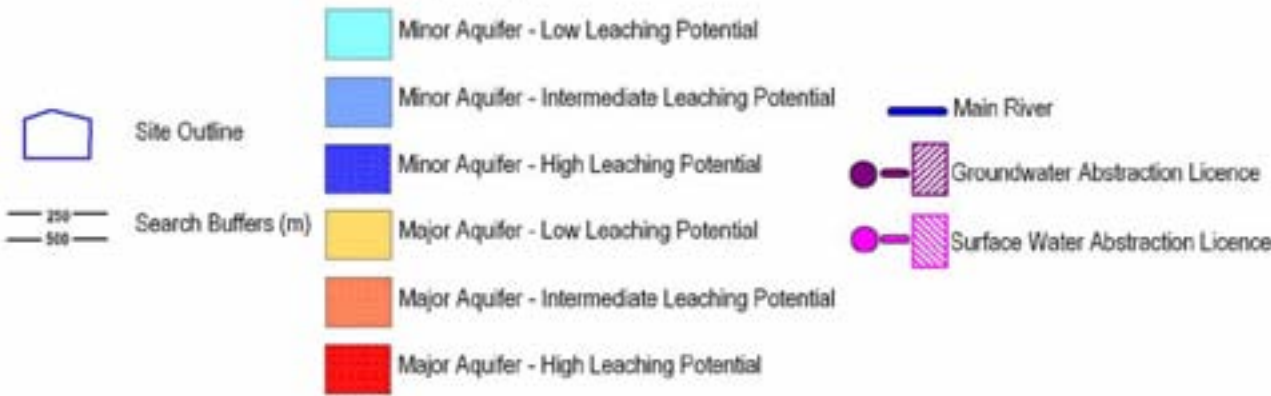 Site Outline
250
500
Search Buffers (m)
Minor Aquifer - Low Leaching Potential
Minor Aquifer - Intermediate Leaching Potential
Minor Aquifer - High Leaching Potential
Major Aquifer - Low Leaching Potential
Major Aquifer - Intermediate Leaching Potential
Major Aquifer - High Leaching Potential
Main River
Groundwater Abstraction Licence
Surface Water Abstraction Licence